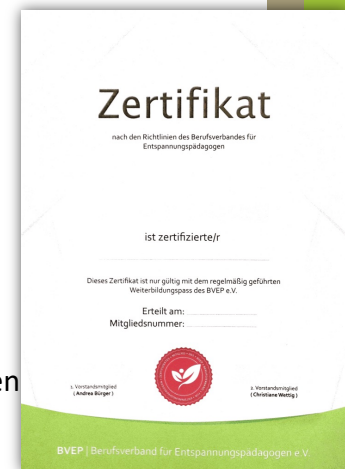 Zertifikat
nach den Richtlinien des Berufsverbandes für
Entspannungspädagogen
ist zertifizierte/r
Dieses Zertifikat ist nur gültig mit dem regelmäßig geführten
Weiterbildungspass des BVEP e.V.
Erteilt am:
Mitgliedsnummer:
en
1. Vorstandsmitglied
( Andrea Bürger )
2. Vorstandsmitglied
( Christiane Wettig )
BVEP | Berufsverband für Entspannungspädagogen e.V.